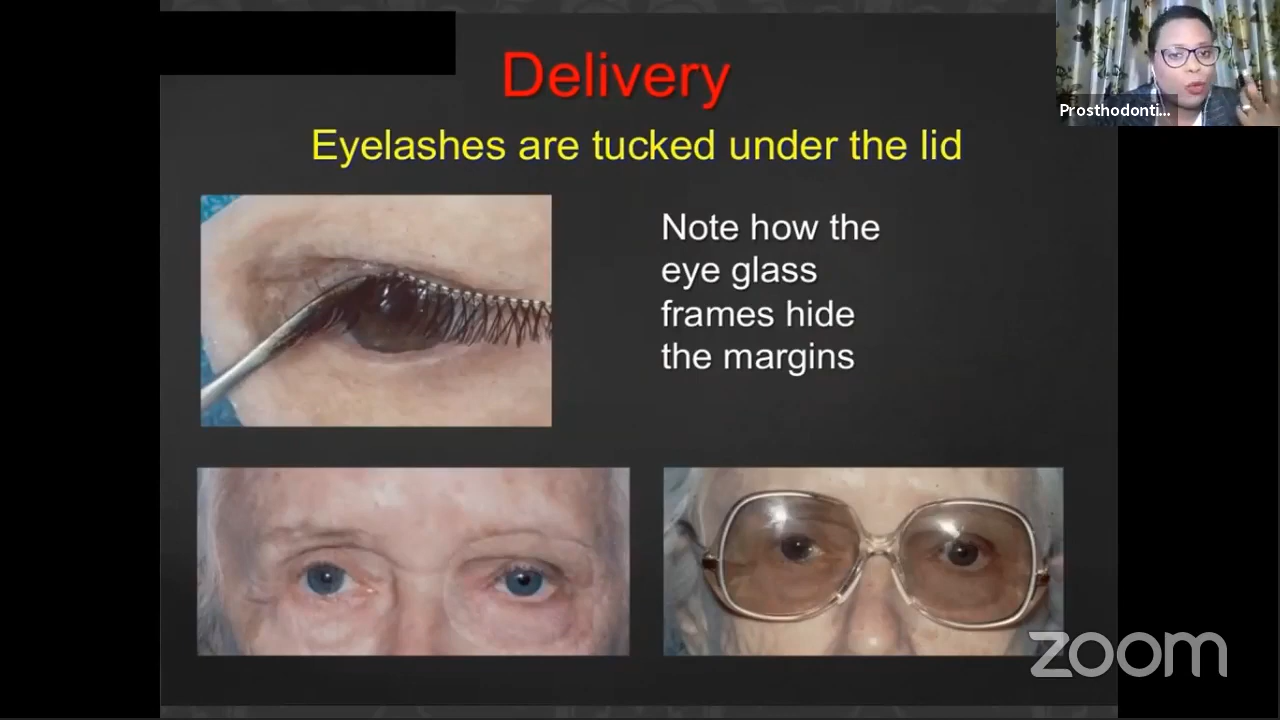 Delivery
Prosthodonti...
Eyelashes are tucked under the lid
Note how the
eye glass
frames hide
the margins
zoom